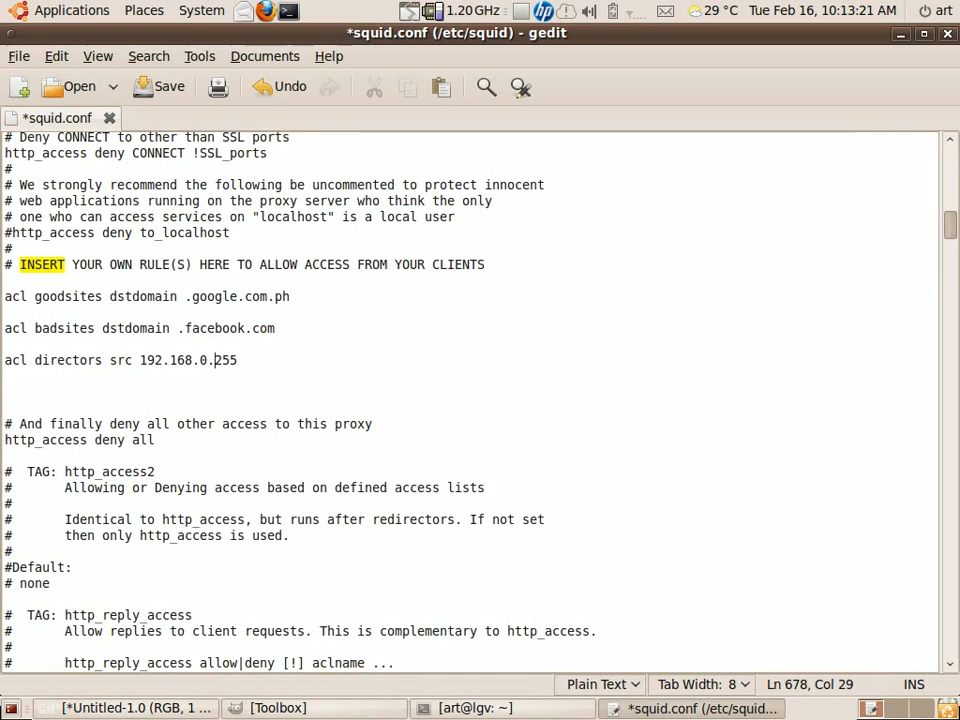 Applications Places System 1.20 GHz 29 °C Tue Feb 16, 10:13:21 AM art
*squid.conf (/etc/squid) - gedit
File Edit View Search Tools Documents Help
Open Save Undo
*squid.conf
# Deny CONNECT to other than SSL ports
http_access deny CONNECT !SSL_ports
#
# We strongly recommend the following be uncommented to protect innocent
# web applications running on the proxy server who think the only
# one who can access services on "localhost" is a local user
#http_access deny to_localhost
#
# INSERT YOUR OWN RULE(S) HERE TO ALLOW ACCESS FROM YOUR CLIENTS
acl goodsites dstdomain .google.com.ph
acl badsites dstdomain .facebook.com
acl directors src 192.168.0.255
# And finally deny all other access to this proxy
http_access deny all
#  TAG: http_access2
#       Allowing or Denying access based on defined access lists
#
#       Identical to http_access, but runs after redirectors. If not set
#       then only http_access is used.
#
#Default:
# none
#  TAG: http_reply_access
#       Allow replies to client requests. This is complementary to http_access.
#
#       http_reply_access allow|deny [!] aclname ...
Plain Text Tab Width: 8 Ln 678, Col 29 INS
[*Untitled-1.0 (RGB, 1 ... [Toolbox] [art@lgv: ~] *squid.conf (/etc/squid...